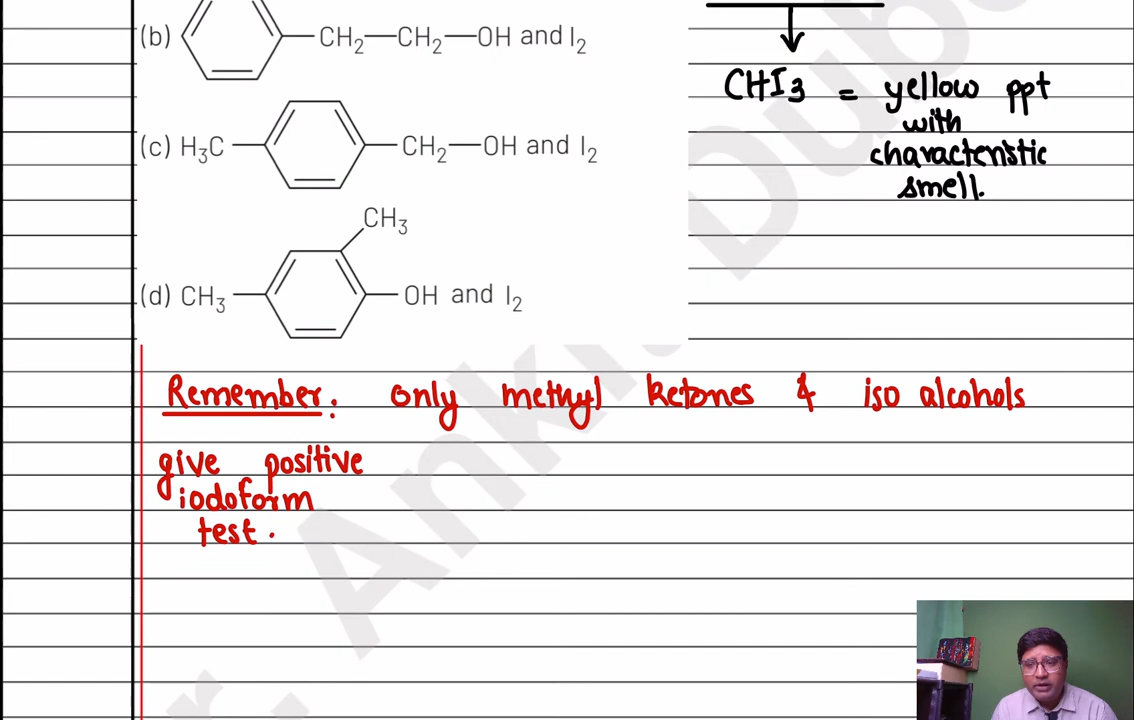 (b) CH2—CH2—OH and I2
CHI3 = yellow ppt
with
characteristic
smell.
(c) H3C CH2—OH and I2
CH3
(d) CH3 OH and I2
Remember: only methyl ketones & iso alcohols
give positive
iodoform
test.